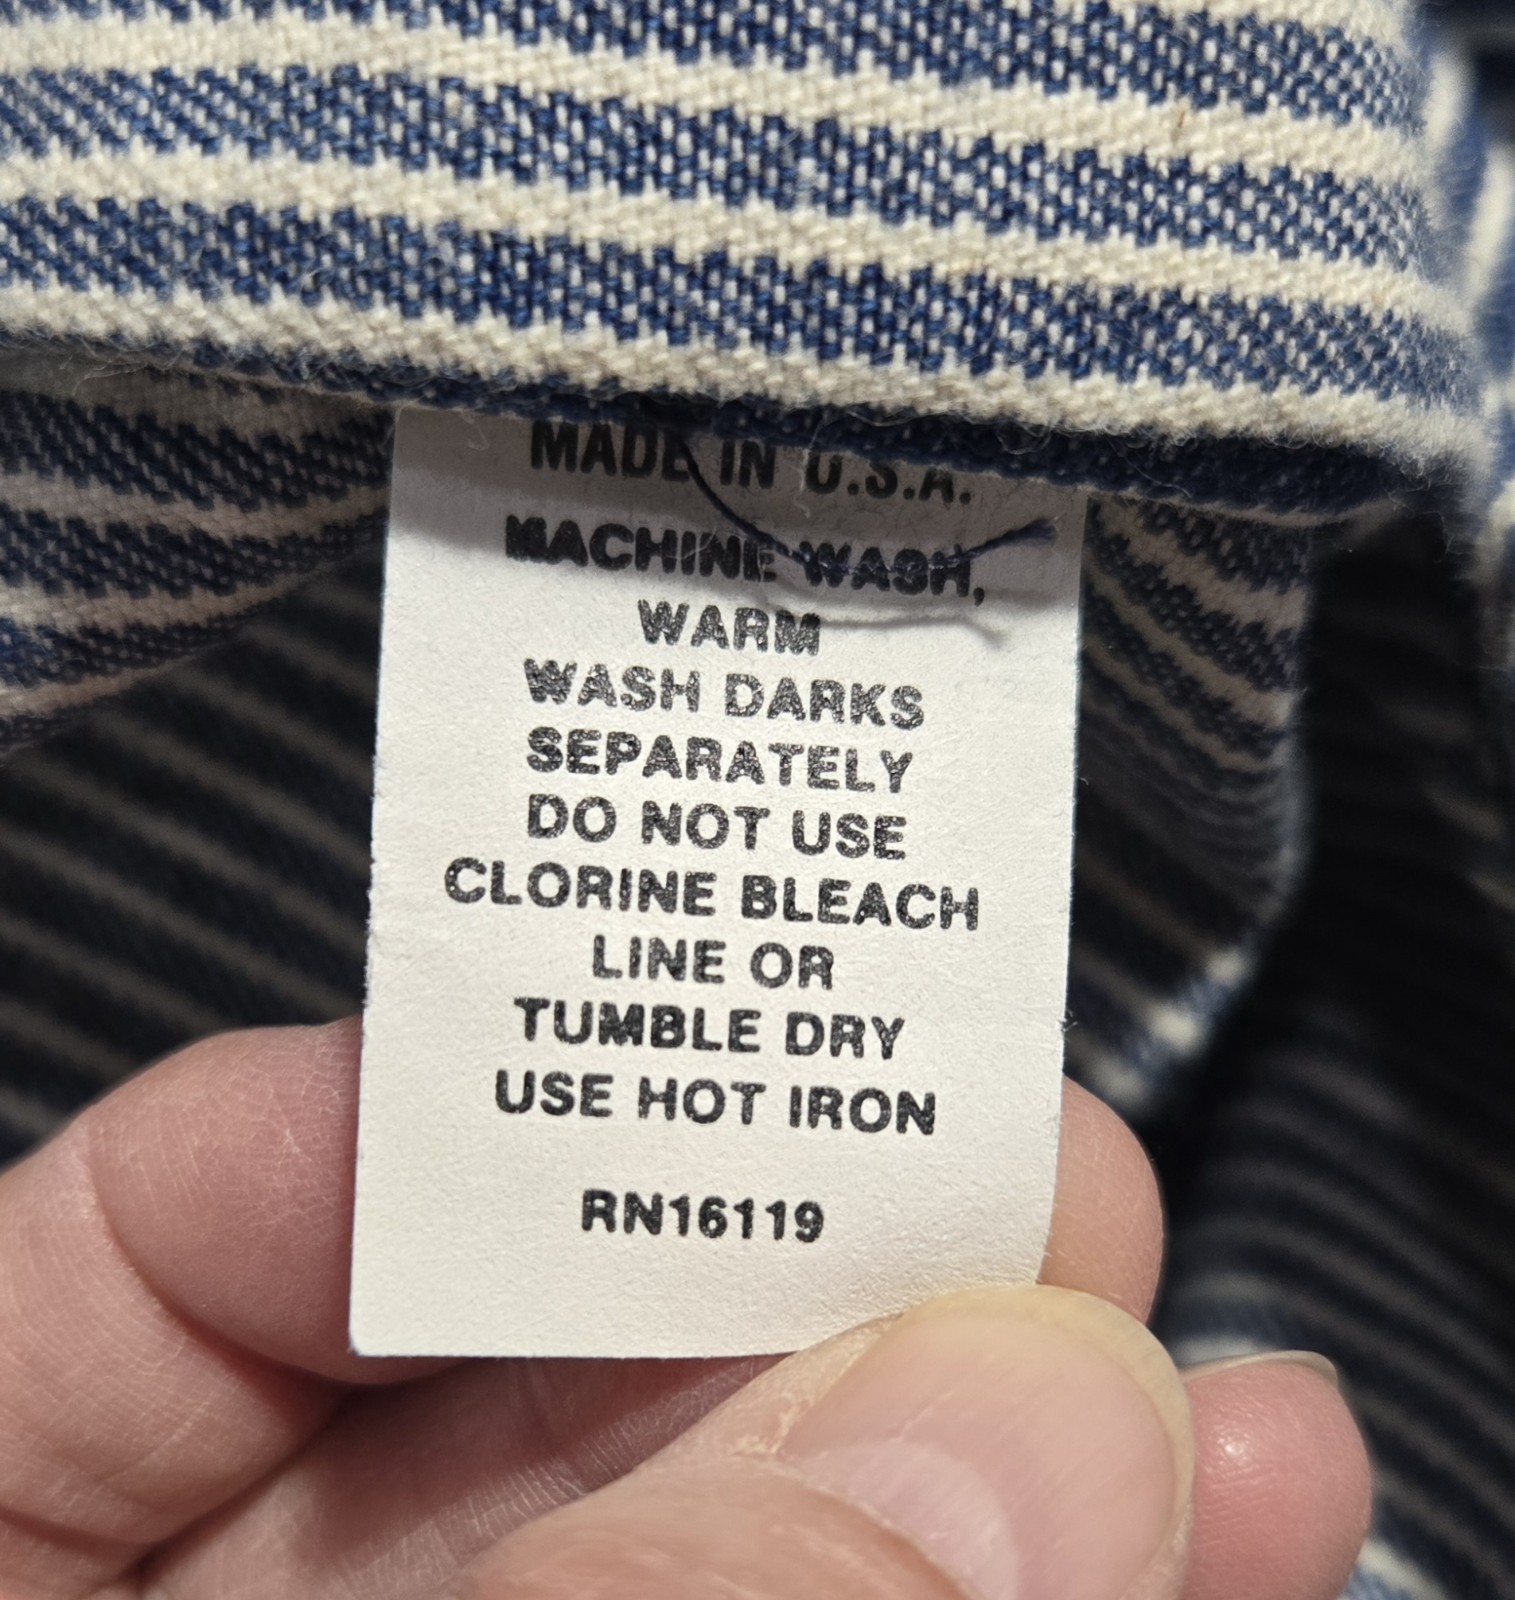 MADE IN U.S.A.
MACHINE WASH,
WARM
WASH DARKS
SEPARATELY
DO NOT USE
CLORINE BLEACH
LINE OR
TUMBLE DRY
USE HOT IRON
RN16119